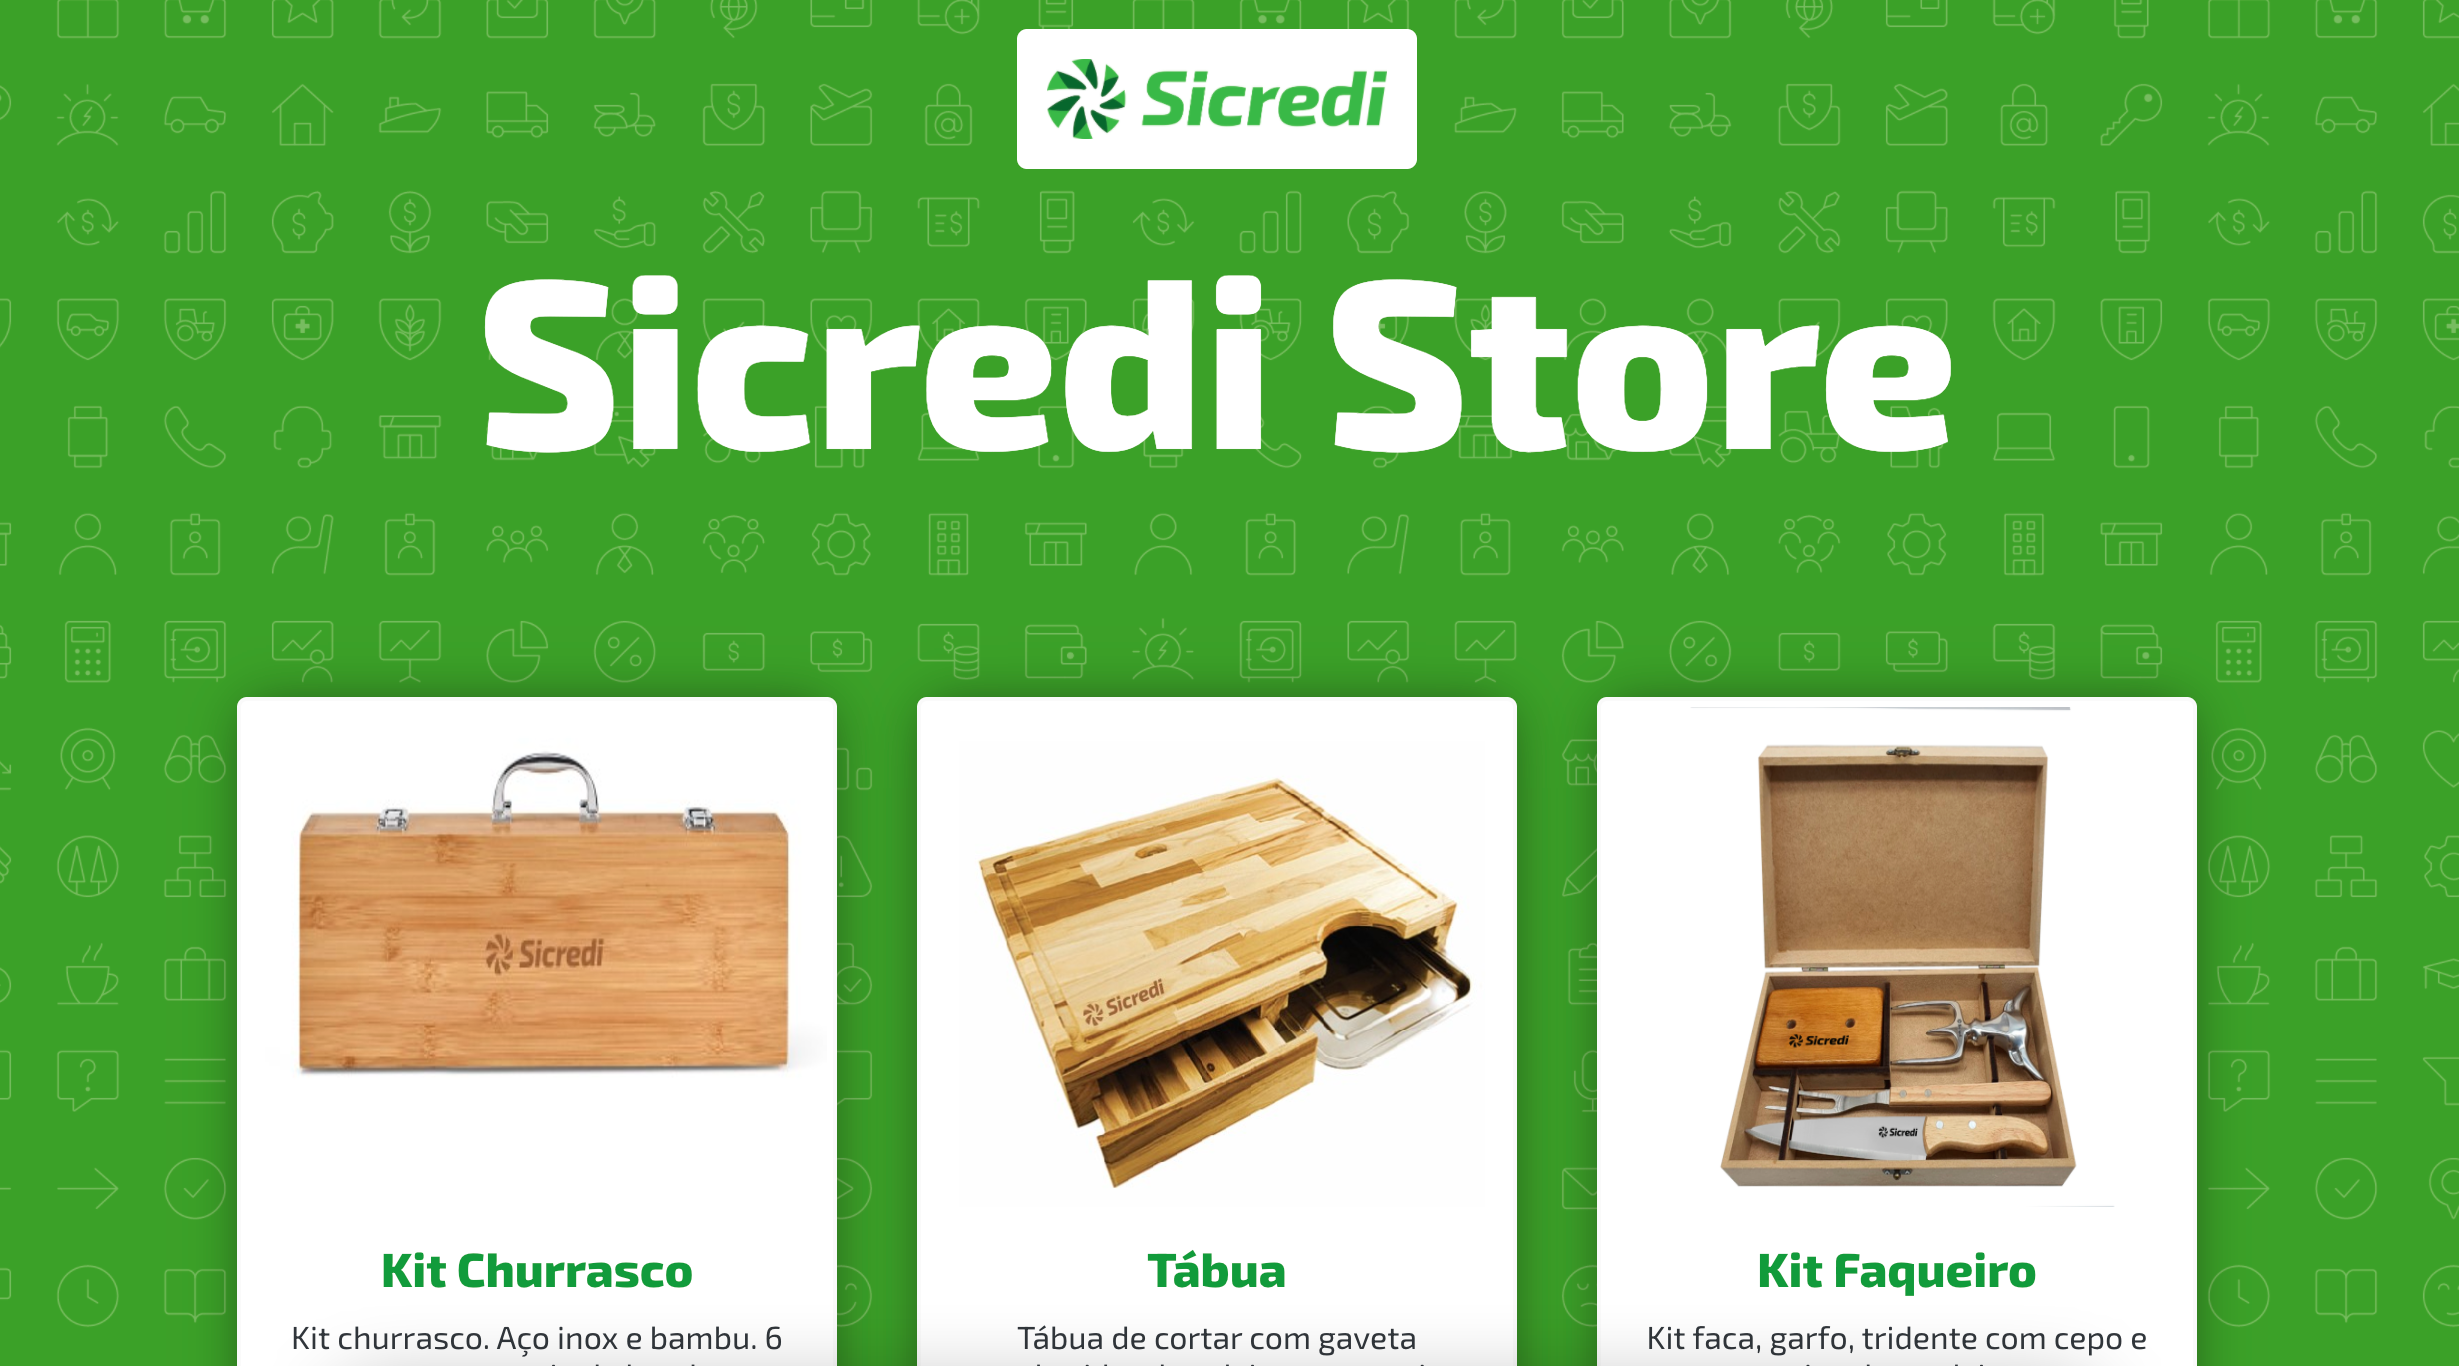 Sicredi
Sicredi Store
Sicredi
Sicredi
Sicredi
Sicredi
Kit Churrasco
Tábua
Kit Faqueiro
Kit churrasco. Aço inox e bambu. 6
Tábua de cortar com gaveta
Kit faca, garfo, tridente com cepo e